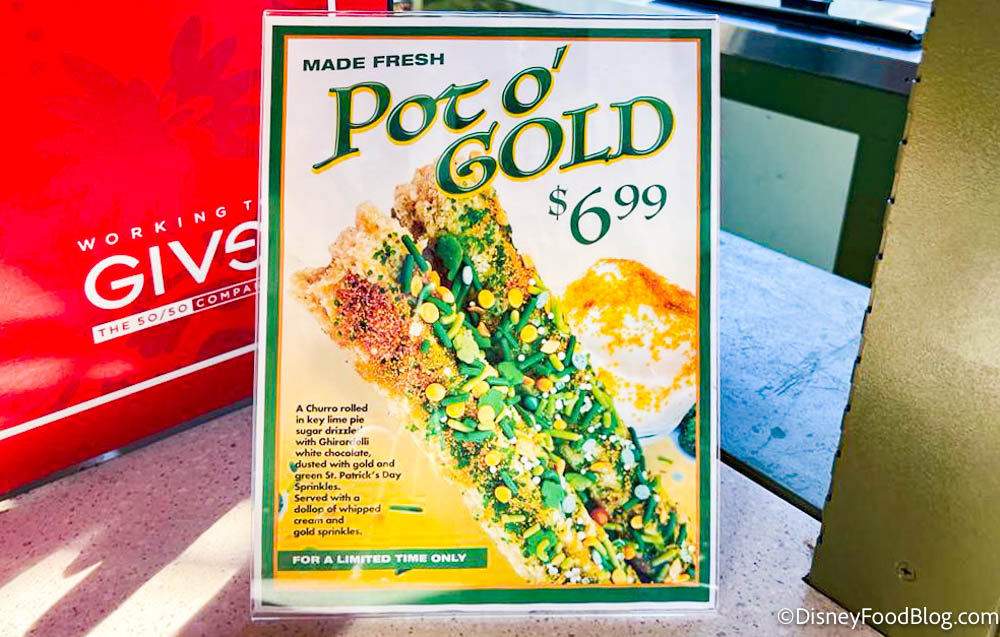 MADE FRESH
POT O'
GOLD
$6.99
A Churro rolled
in key lime pie
sugar drizzled
with Ghirardelli
white chocolate,
dusted with gold and
green St. Patrick's Day
Sprinkles.
Served with a
dollop of whipped
cream and
gold sprinkles.
FOR A LIMITED TIME ONLY
WORKING T
GIVE
THE 50/50 COMPA
©DisneyFoodBlog.com